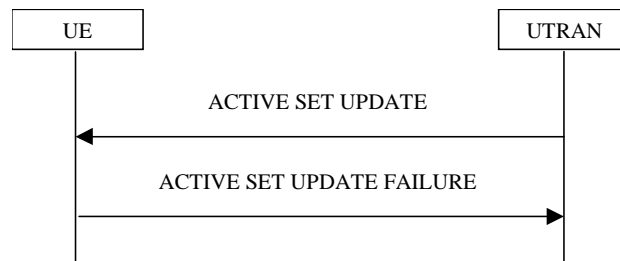 UE
UTRAN
ACTIVE SET UPDATE
ACTIVE SET UPDATE FAILURE